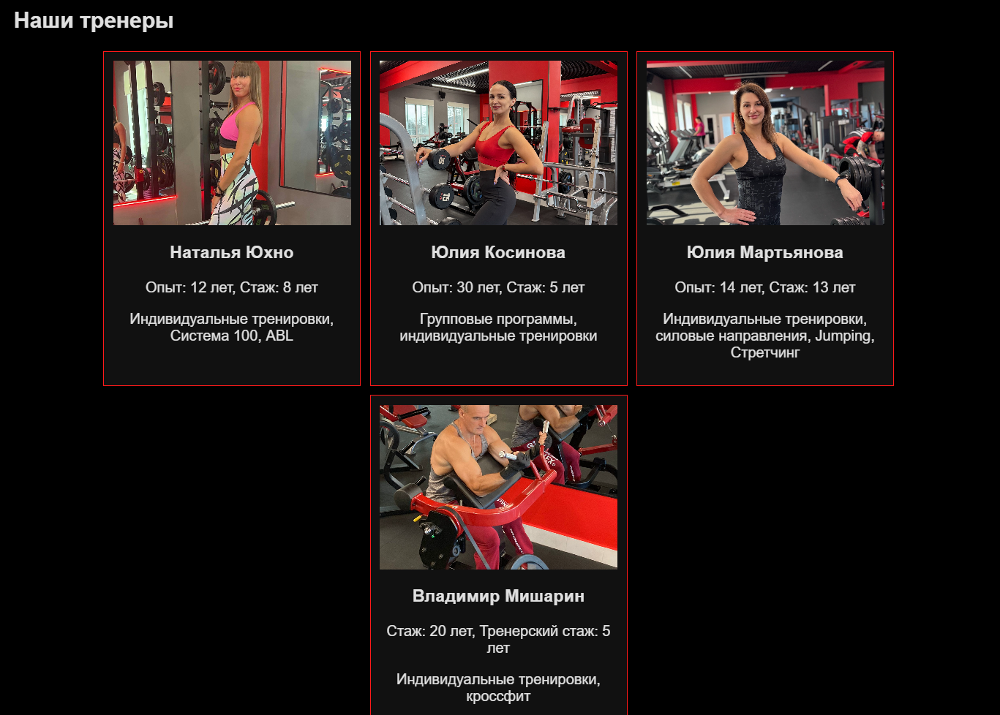 Наши тренеры
Наталья Юхно
Опыт: 12 лет, Стаж: 8 лет
Индивидуальные тренировки,
Система 100, ABL
Юлия Косинова
Опыт: 30 лет, Стаж: 5 лет
Групповые программы,
индивидуальные тренировки
Юлия Мартьянова
Опыт: 14 лет, Стаж: 13 лет
Индивидуальные тренировки,
силовые направления, Jumping,
Стретчинг
Владимир Мишарин
Стаж: 20 лет, Тренерский стаж: 5
лет
Индивидуальные тренировки,
кроссфит